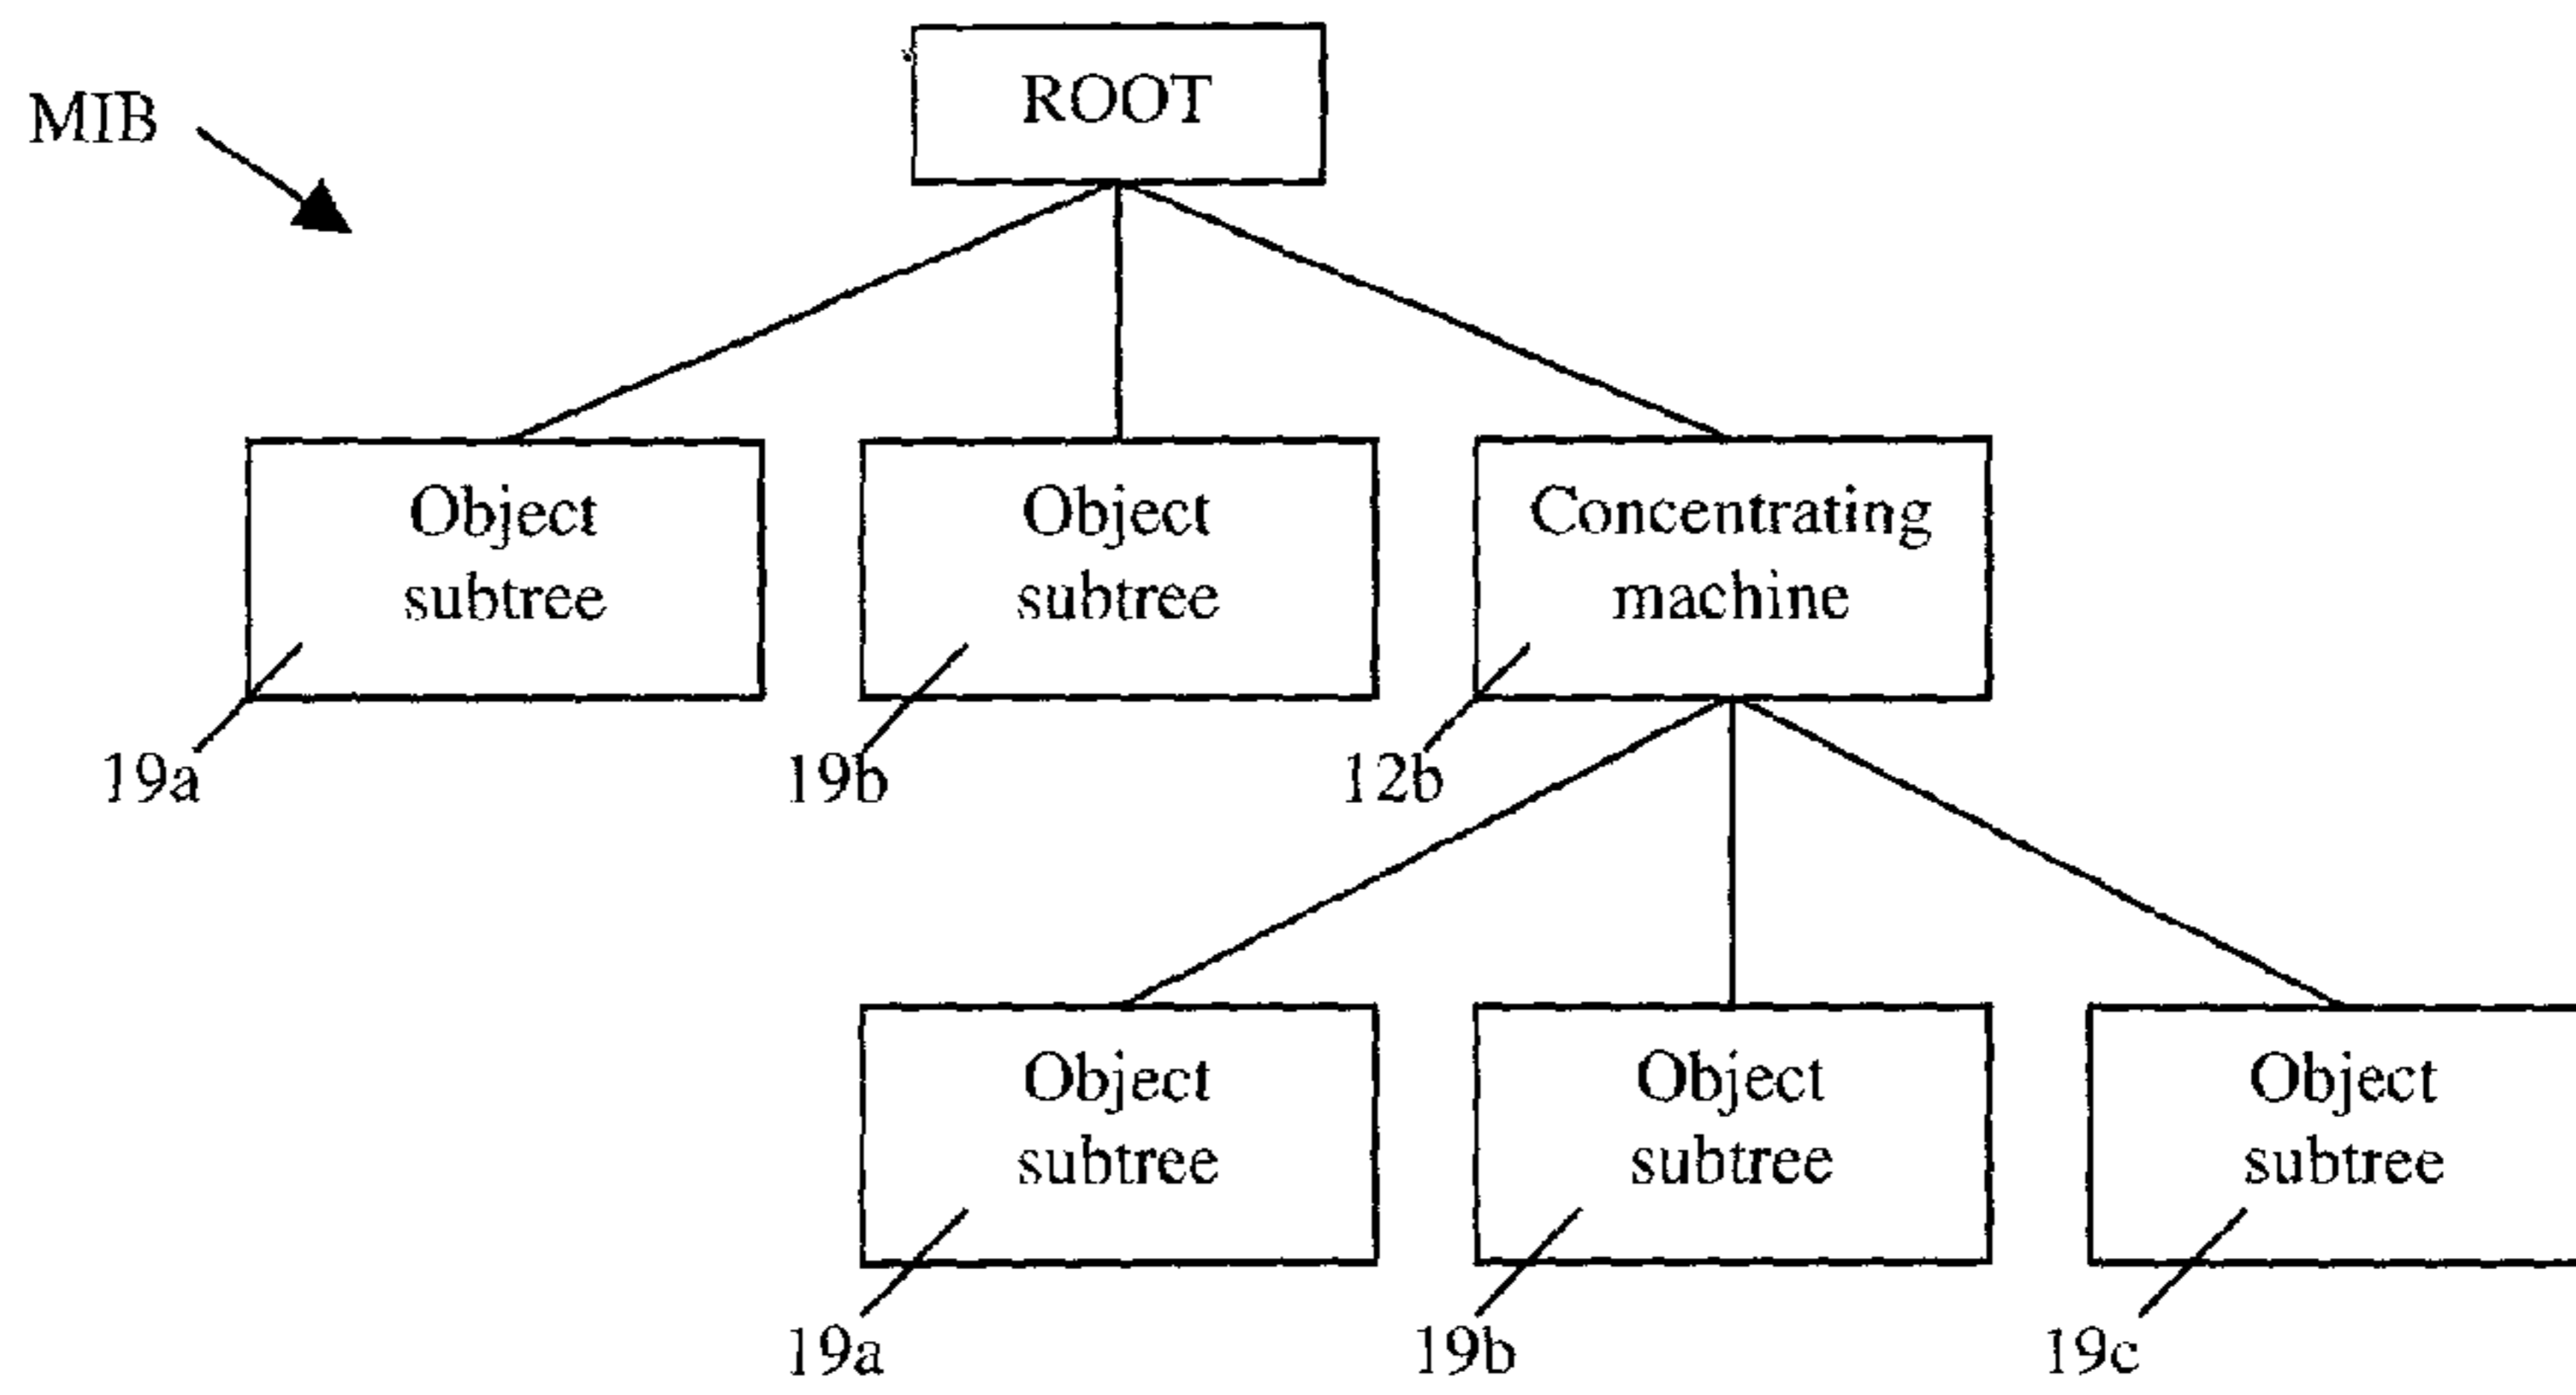 ROOT
MIB
Object
subtree
Object
subtree
Concentrating
machine
19a
19b
12b
Object
subtree
Object
subtree
Object
subtree
19a
19b
19c